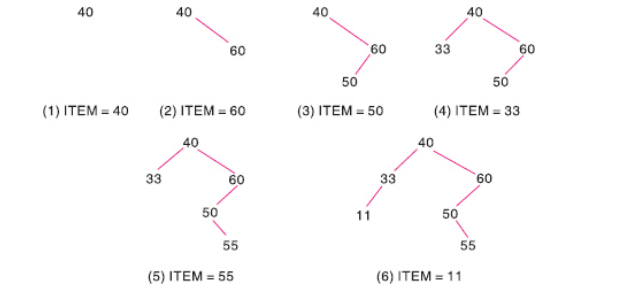 40 40 40 40
60 60 33 60
50 50
(1) ITEM = 40 (2) ITEM = 60 (3) ITEM = 50 (4) ITEM = 33
40 40
33 60 33 60
50 11 50
55 55
(5) ITEM = 55 (6) ITEM = 11